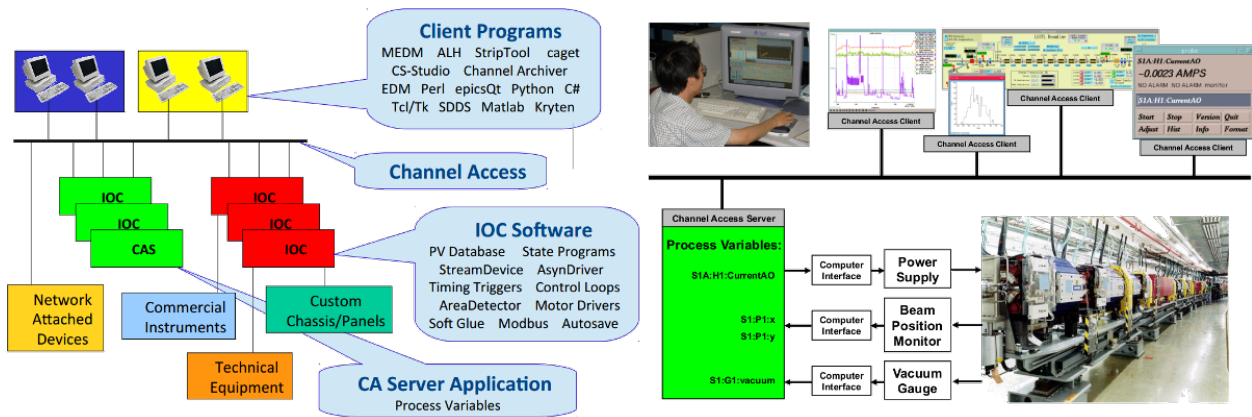 Client Programs
MEDM ALH StripTool caget
CS-Studio Channel Archiver
EDM Perl epicsQt Python C#
Tcl/Tk SDDS Matlab Kryten
Channel Access
IOC
IOC
CAS
IOC
IOC
IOC
IOC Software
PV Database State Programs
StreamDevice AsynDriver
Timing Triggers Control Loops
AreaDetector Motor Drivers
Soft Glue Modbus Autosave
Network
Attached
Devices
Commercial
Instruments
Custom
Chassis/Panels
Technical
Equipment
CA Server Application
Process Variables
Channel Access Client
Channel Access Client
Channel Access Client
probe
S1A:H1:CurrentAO
-0.0023 AMPS
NO ALARM NO ALARM monitor
S1A:H1:CurrentAO
Start Stop Version Quit
Adjust Hist Info Format
Channel Access Client
Channel Access Server
Process Variables:
S1A:H1:CurrentAO
S1:P1:x
S1:P1:y
S1:G1:vacuum
Computer
Interface
Power
Supply
Computer
Interface
Beam
Position
Monitor
Computer
Interface
Vacuum
Gauge